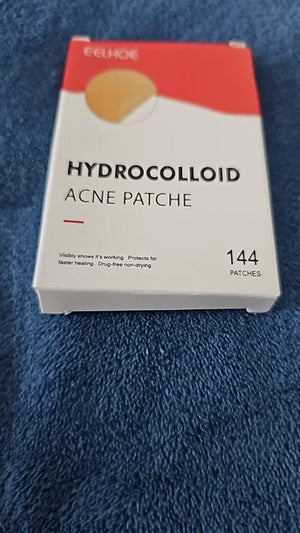 EELHOE
HYDROCOLLOID
ACNE PATCHE
Visibly shows it's working | Protects for
faster healing | Drug-free non-drying
144
PATCHES